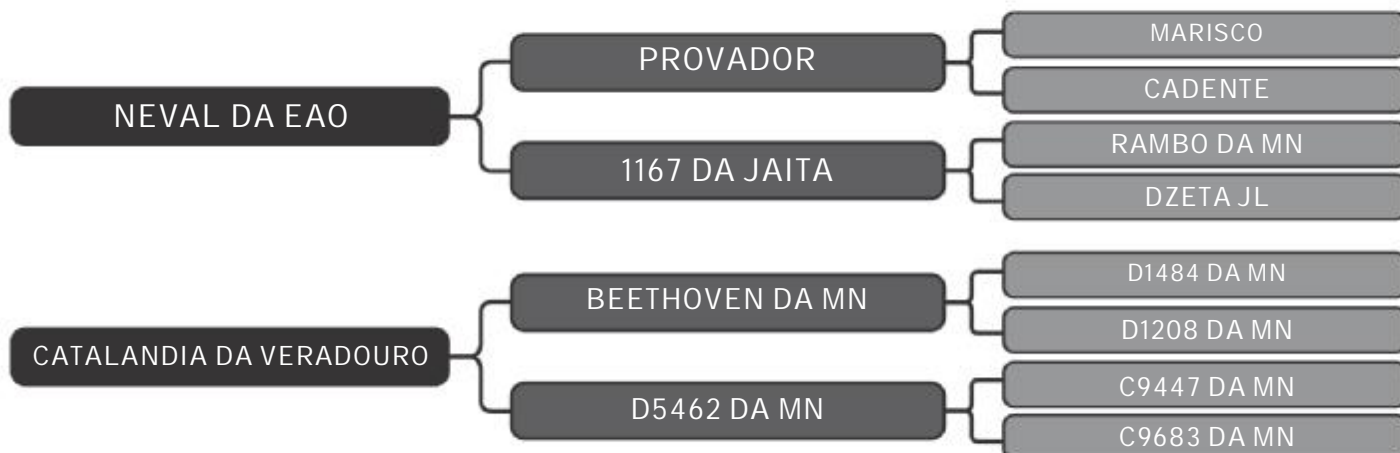 NEVAL DA EAO
PROVADOR
1167 DA JAITA
MARISCO
CADENTE
RAMBO DA MN
DZETA JL
CATALANDIA DA VERADOURO
BEETHOVEN DA MN
D5462 DA MN
D1484 DA MN
D1208 DA MN
C9447 DA MN
C9683 DA MN